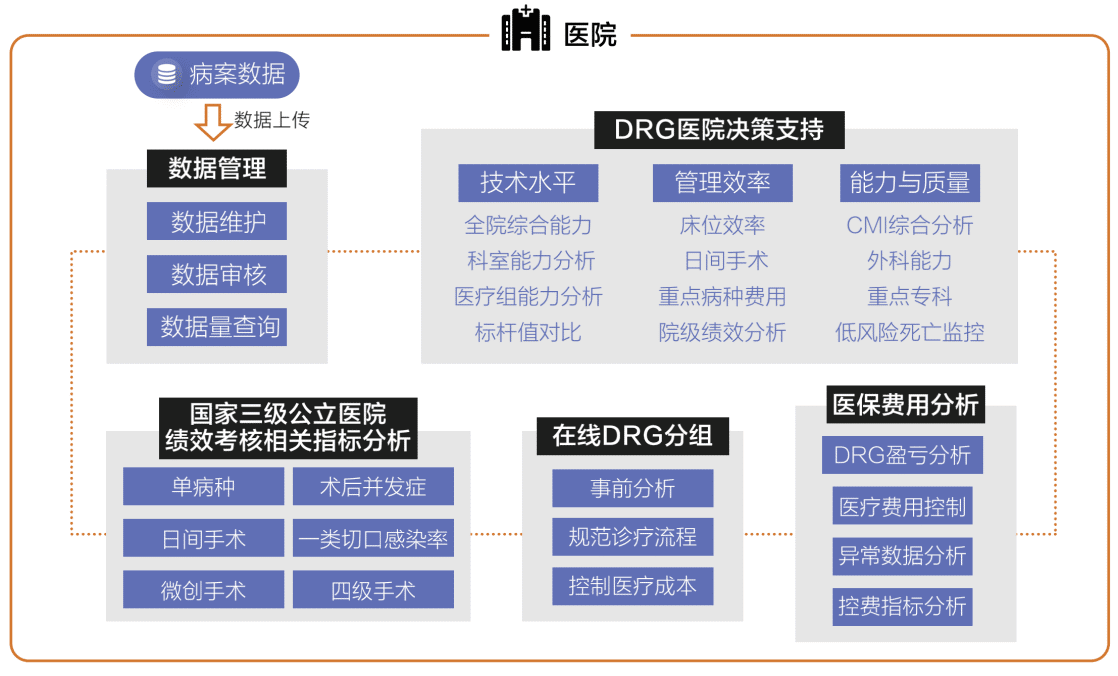 医院
病案数据
数据上传
数据管理
数据维护
数据审核
数据量查询
DRG医院决策支持
技术水平
全院综合能力
科室能力分析
医疗组能力分析
标杆值对比
管理效率
床位效率
日间手术
重点病种费用
院级绩效分析
能力与质量
CMI综合分析
外科能力
重点专科
低风险死亡监控
国家三级公立医院
绩效考核相关指标分析
单病种
术后并发症
日间手术
一类切口感染率
微创手术
四级手术
在线DRG分组
事前分析
规范诊疗流程
控制医疗成本
医保费用分析
DRG盈亏分析
医疗费用控制
异常数据分析
控费指标分析